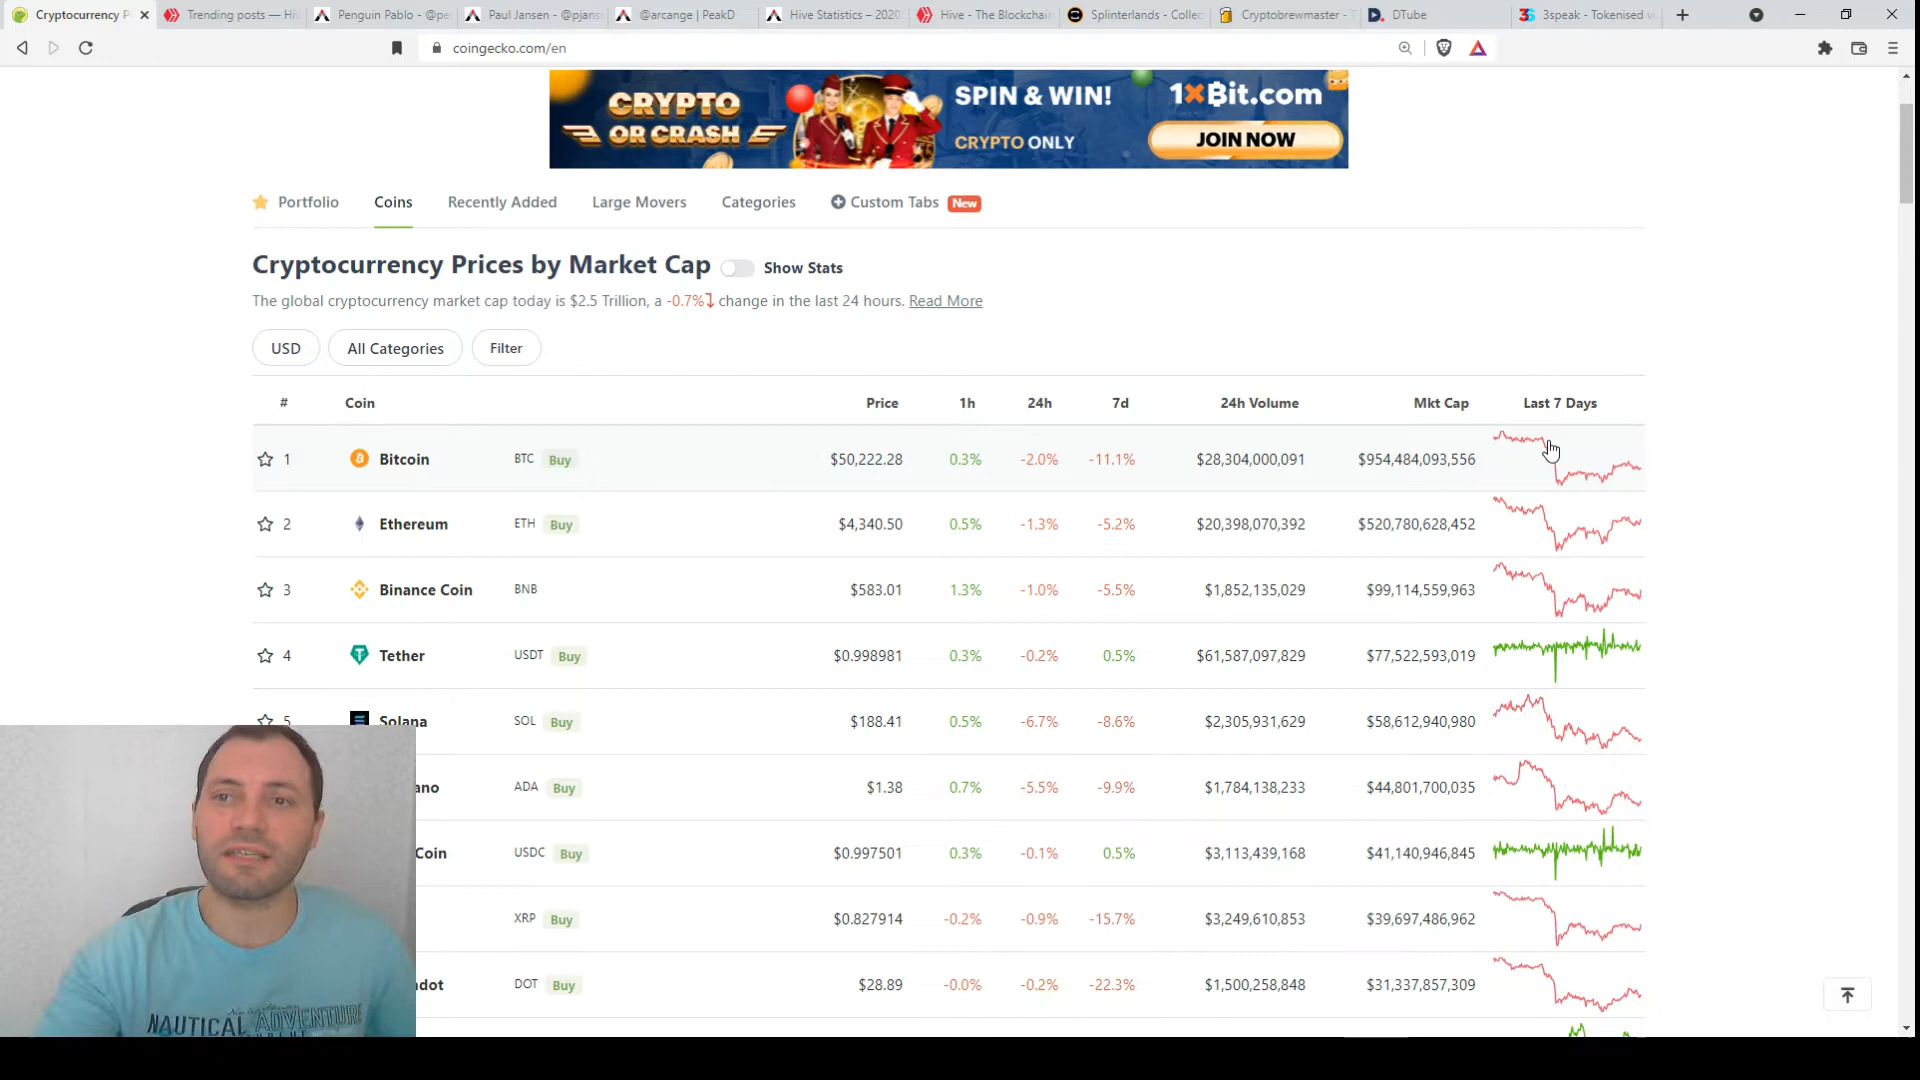 Cryptocurrency P
Trending posts — Hiv
Penguin Pablo - @pe
Paul Jansen - @pjans
@arcange | PeakD
Hive Statistics – 2020
Hive - The Blockchain
Splinterlands - Collec
Cryptobrewmaster - T
DTube
3speak - Tokenised v
coingecko.com/en
CRYPTO
OR CRASH
SPIN & WIN!
CRYPTO ONLY
1XBit.com
JOIN NOW
Portfolio Coins Recently Added Large Movers Categories Custom Tabs New
Cryptocurrency Prices by Market Cap Show Stats
The global cryptocurrency market cap today is $2.5 Trillion, a -0.7% change in the last 24 hours. Read More
USD All Categories Filter
# Coin Price 1h 24h 7d 24h Volume Mkt Cap Last 7 Days
1 Bitcoin BTC Buy $50,222.28 0.3% -2.0% -11.1% $28,304,000,091 $954,484,093,556
2 Ethereum ETH Buy $4,340.50 0.5% -1.3% -5.2% $20,398,070,392 $520,780,628,452
3 Binance Coin BNB $583.01 1.3% -1.0% -5.5% $1,852,135,029 $99,114,559,963
4 Tether USDT Buy $0.998981 0.3% -0.2% 0.5% $61,587,097,829 $77,522,593,019
5 Solana SOL Buy $188.41 0.5% -6.7% -8.6% $2,305,931,629 $58,612,940,980
ano ADA Buy $1.38 0.7% -5.5% -9.9% $1,784,138,233 $44,801,700,035
Coin USDC Buy $0.997501 0.3% -0.1% 0.5% $3,113,439,168 $41,140,946,845
XRP Buy $0.827914 -0.2% -0.9% -15.7% $3,249,610,853 $39,697,486,962
dot DOT Buy $28.89 -0.0% -0.2% -22.3% $1,500,258,848 $31,337,857,309
NAUTICAL ADVENTURE